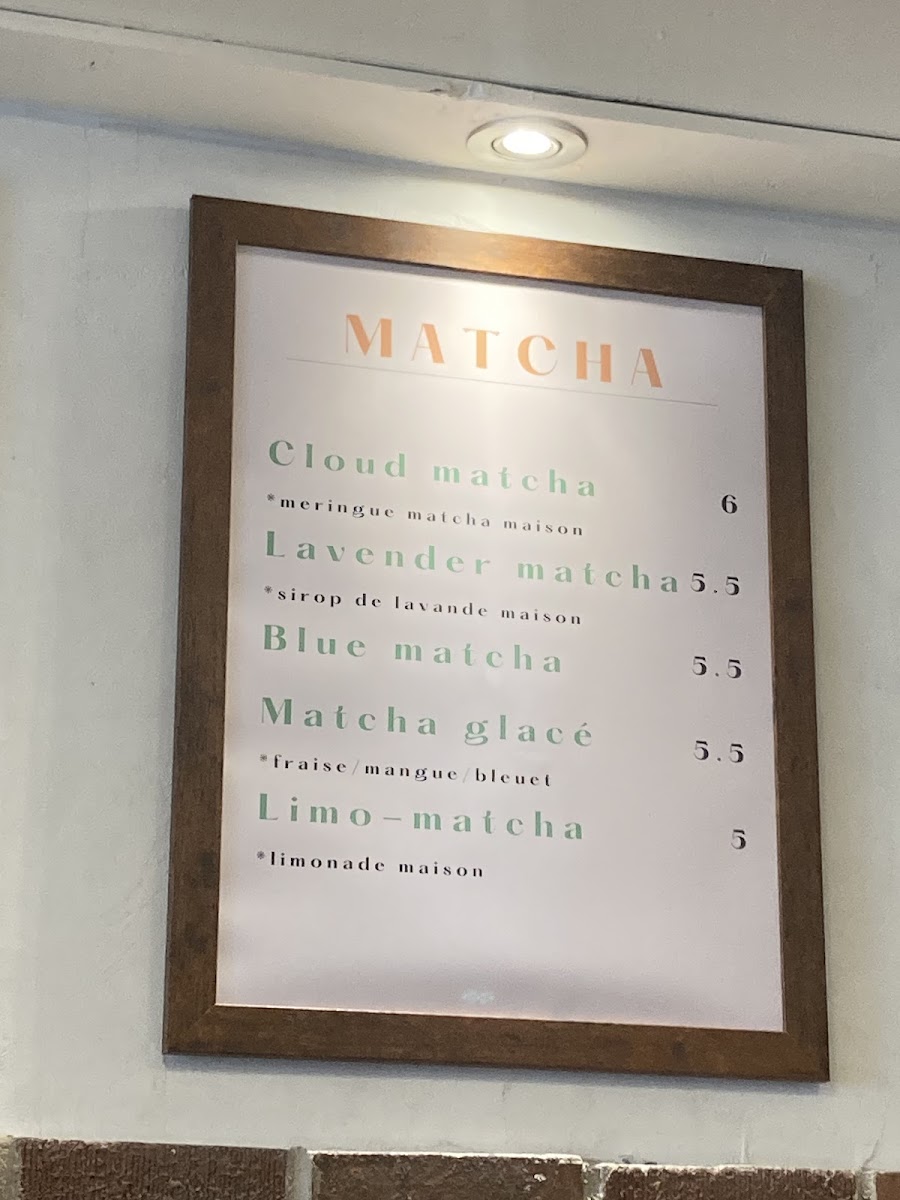 MATCHA
Cloud matcha 6
*meringue matcha maison
Lavender matcha 5.5
*sirop de lavande maison
Blue matcha 5.5
Matcha glacé 5.5
*fraise/mangue/bleuet
Limo-matcha 5
*limonade maison